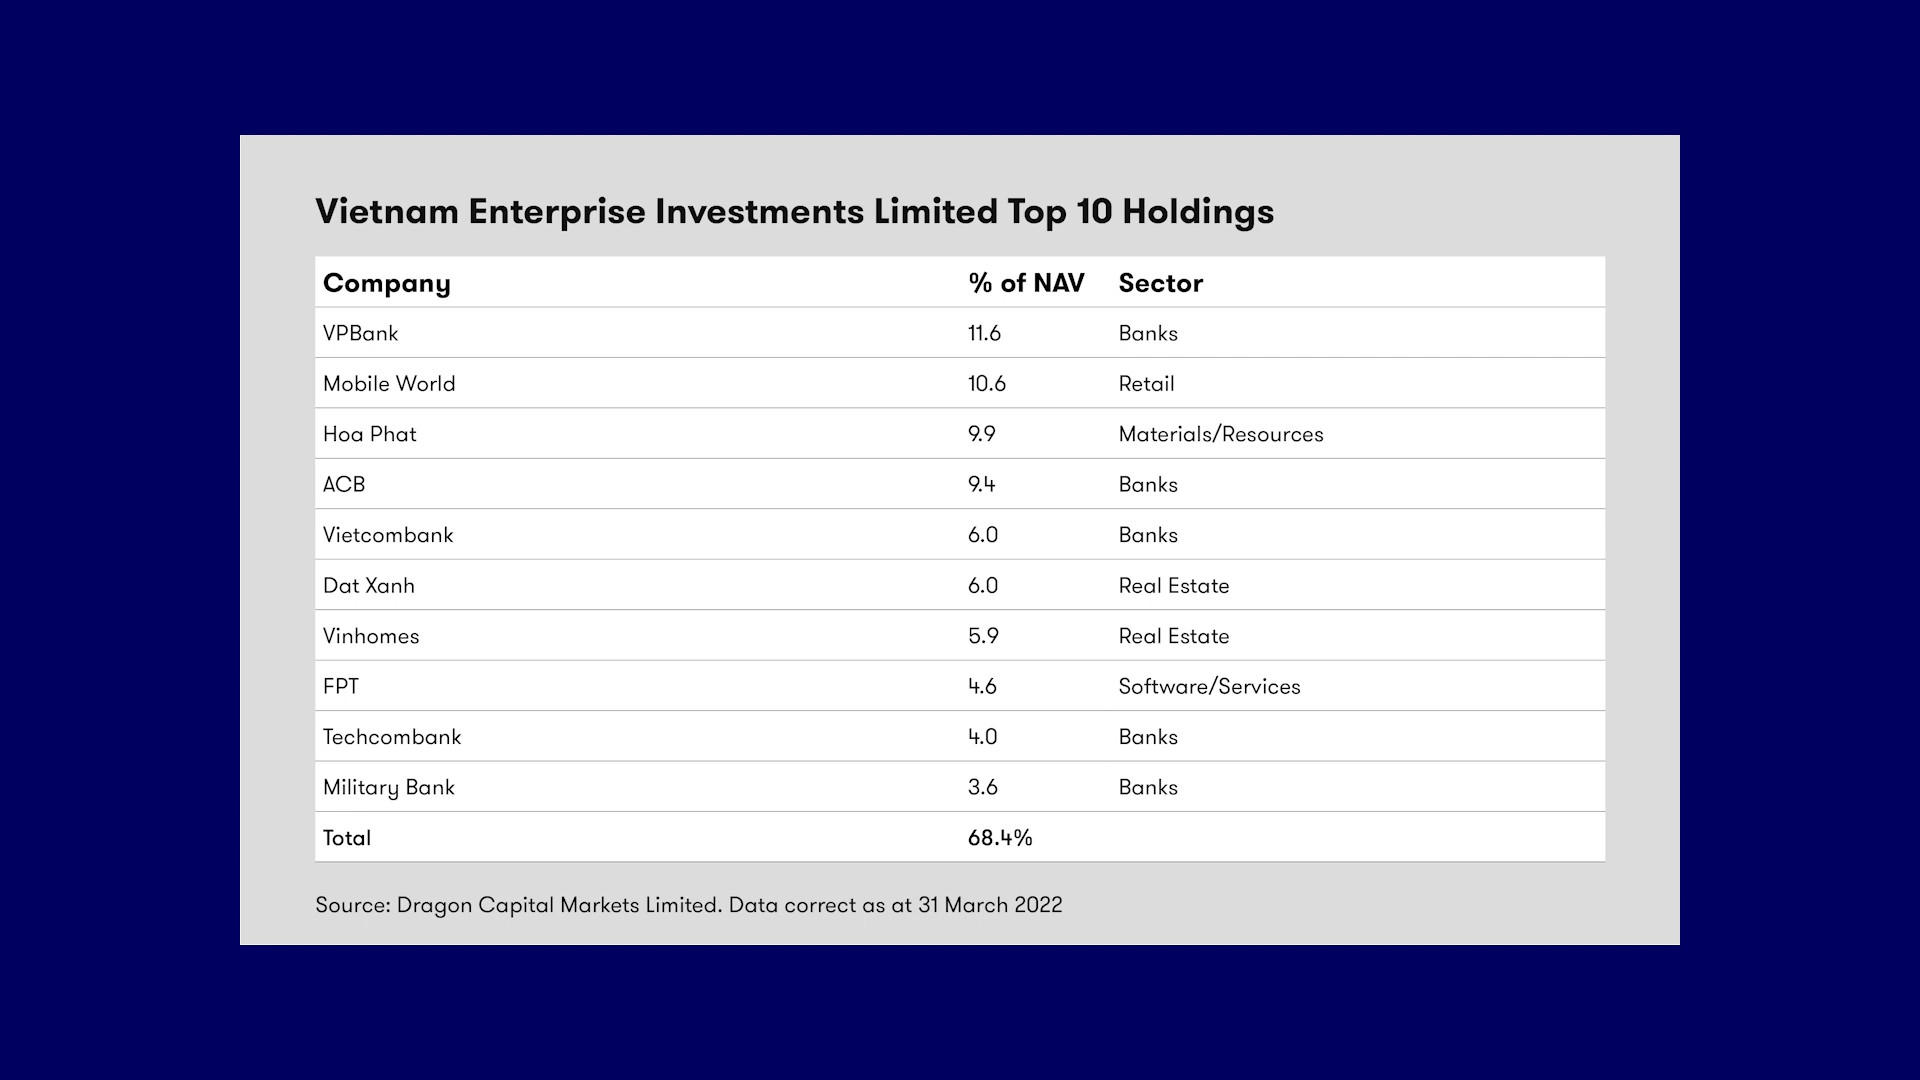 Vietnam Enterprise Investments Limited Top 10 Holdings
Company % of NAV Sector
VPBank 11.6 Banks
Mobile World 10.6 Retail
Hoa Phat 9.9 Materials/Resources
ACB 9.4 Banks
Vietcombank 6.0 Banks
Dat Xanh 6.0 Real Estate
Vinhomes 5.9 Real Estate
FPT 4.6 Software/Services
Techcombank 4.0 Banks
Military Bank 3.6 Banks
Total 68.4%
Source: Dragon Capital Markets Limited. Data correct as at 31 March 2022